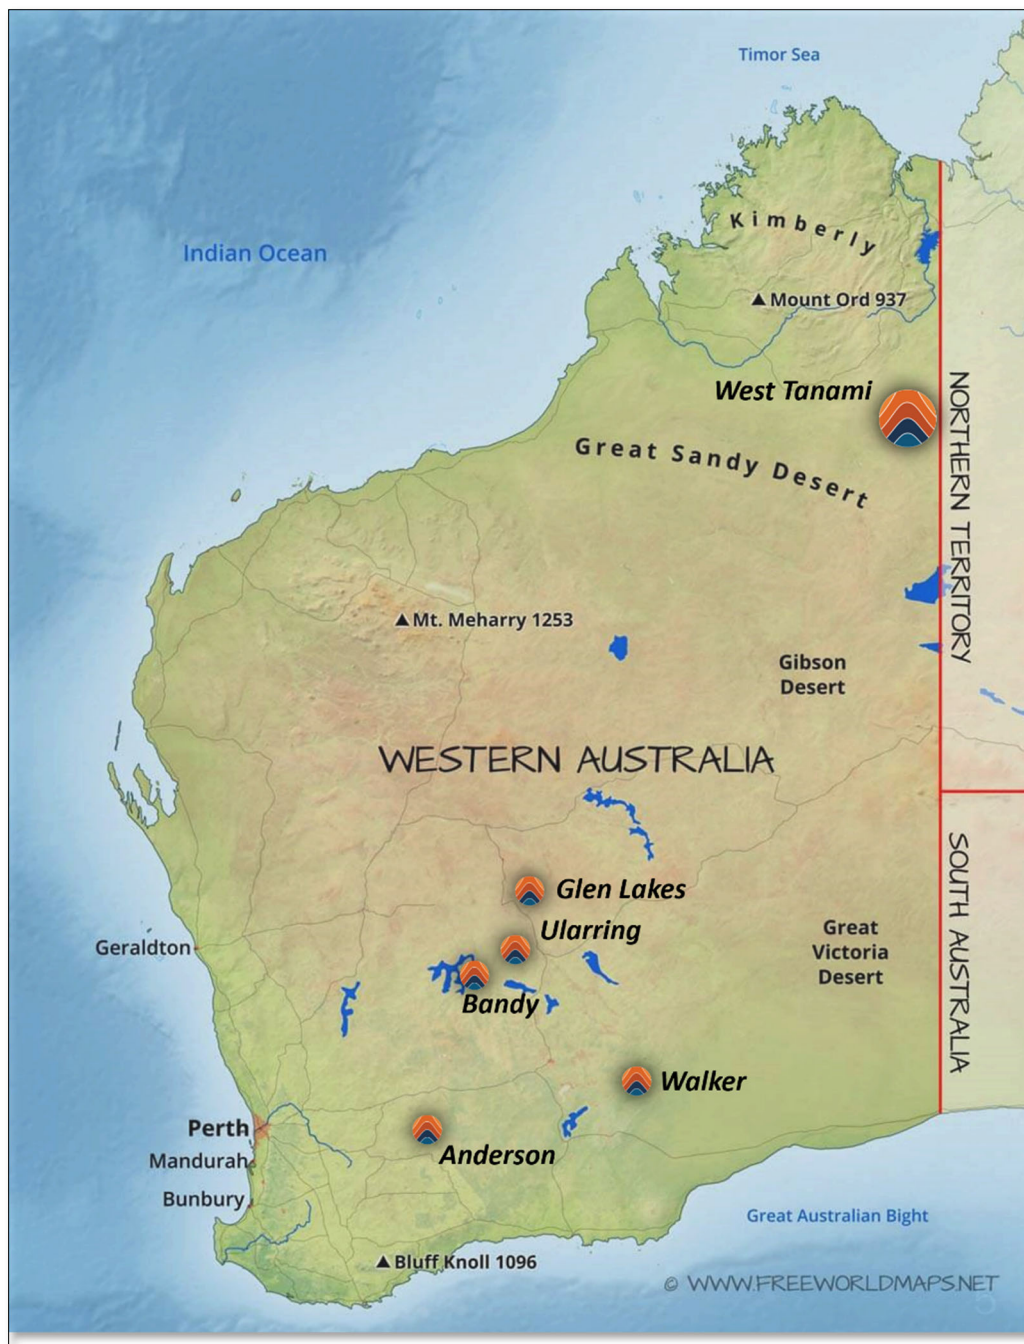 Timor Sea
Kimberly
Indian Ocean
Mount Ord 937
West Tanami
Great Sandy Desert
NORTHERN TERRITORY
Mt. Meharry 1253
Gibson
Desert
WESTERN AUSTRALIA
Glen Lakes
Ularring
Geraldton
Bandy
Great
Victoria
Desert
SOUTH AUSTRALIA
Walker
Perth
Anderson
Mandurah
Bunbury
Great Australian Bight
Bluff Knoll 1096
© WWW.FREEWORLDMAPS.NET
5